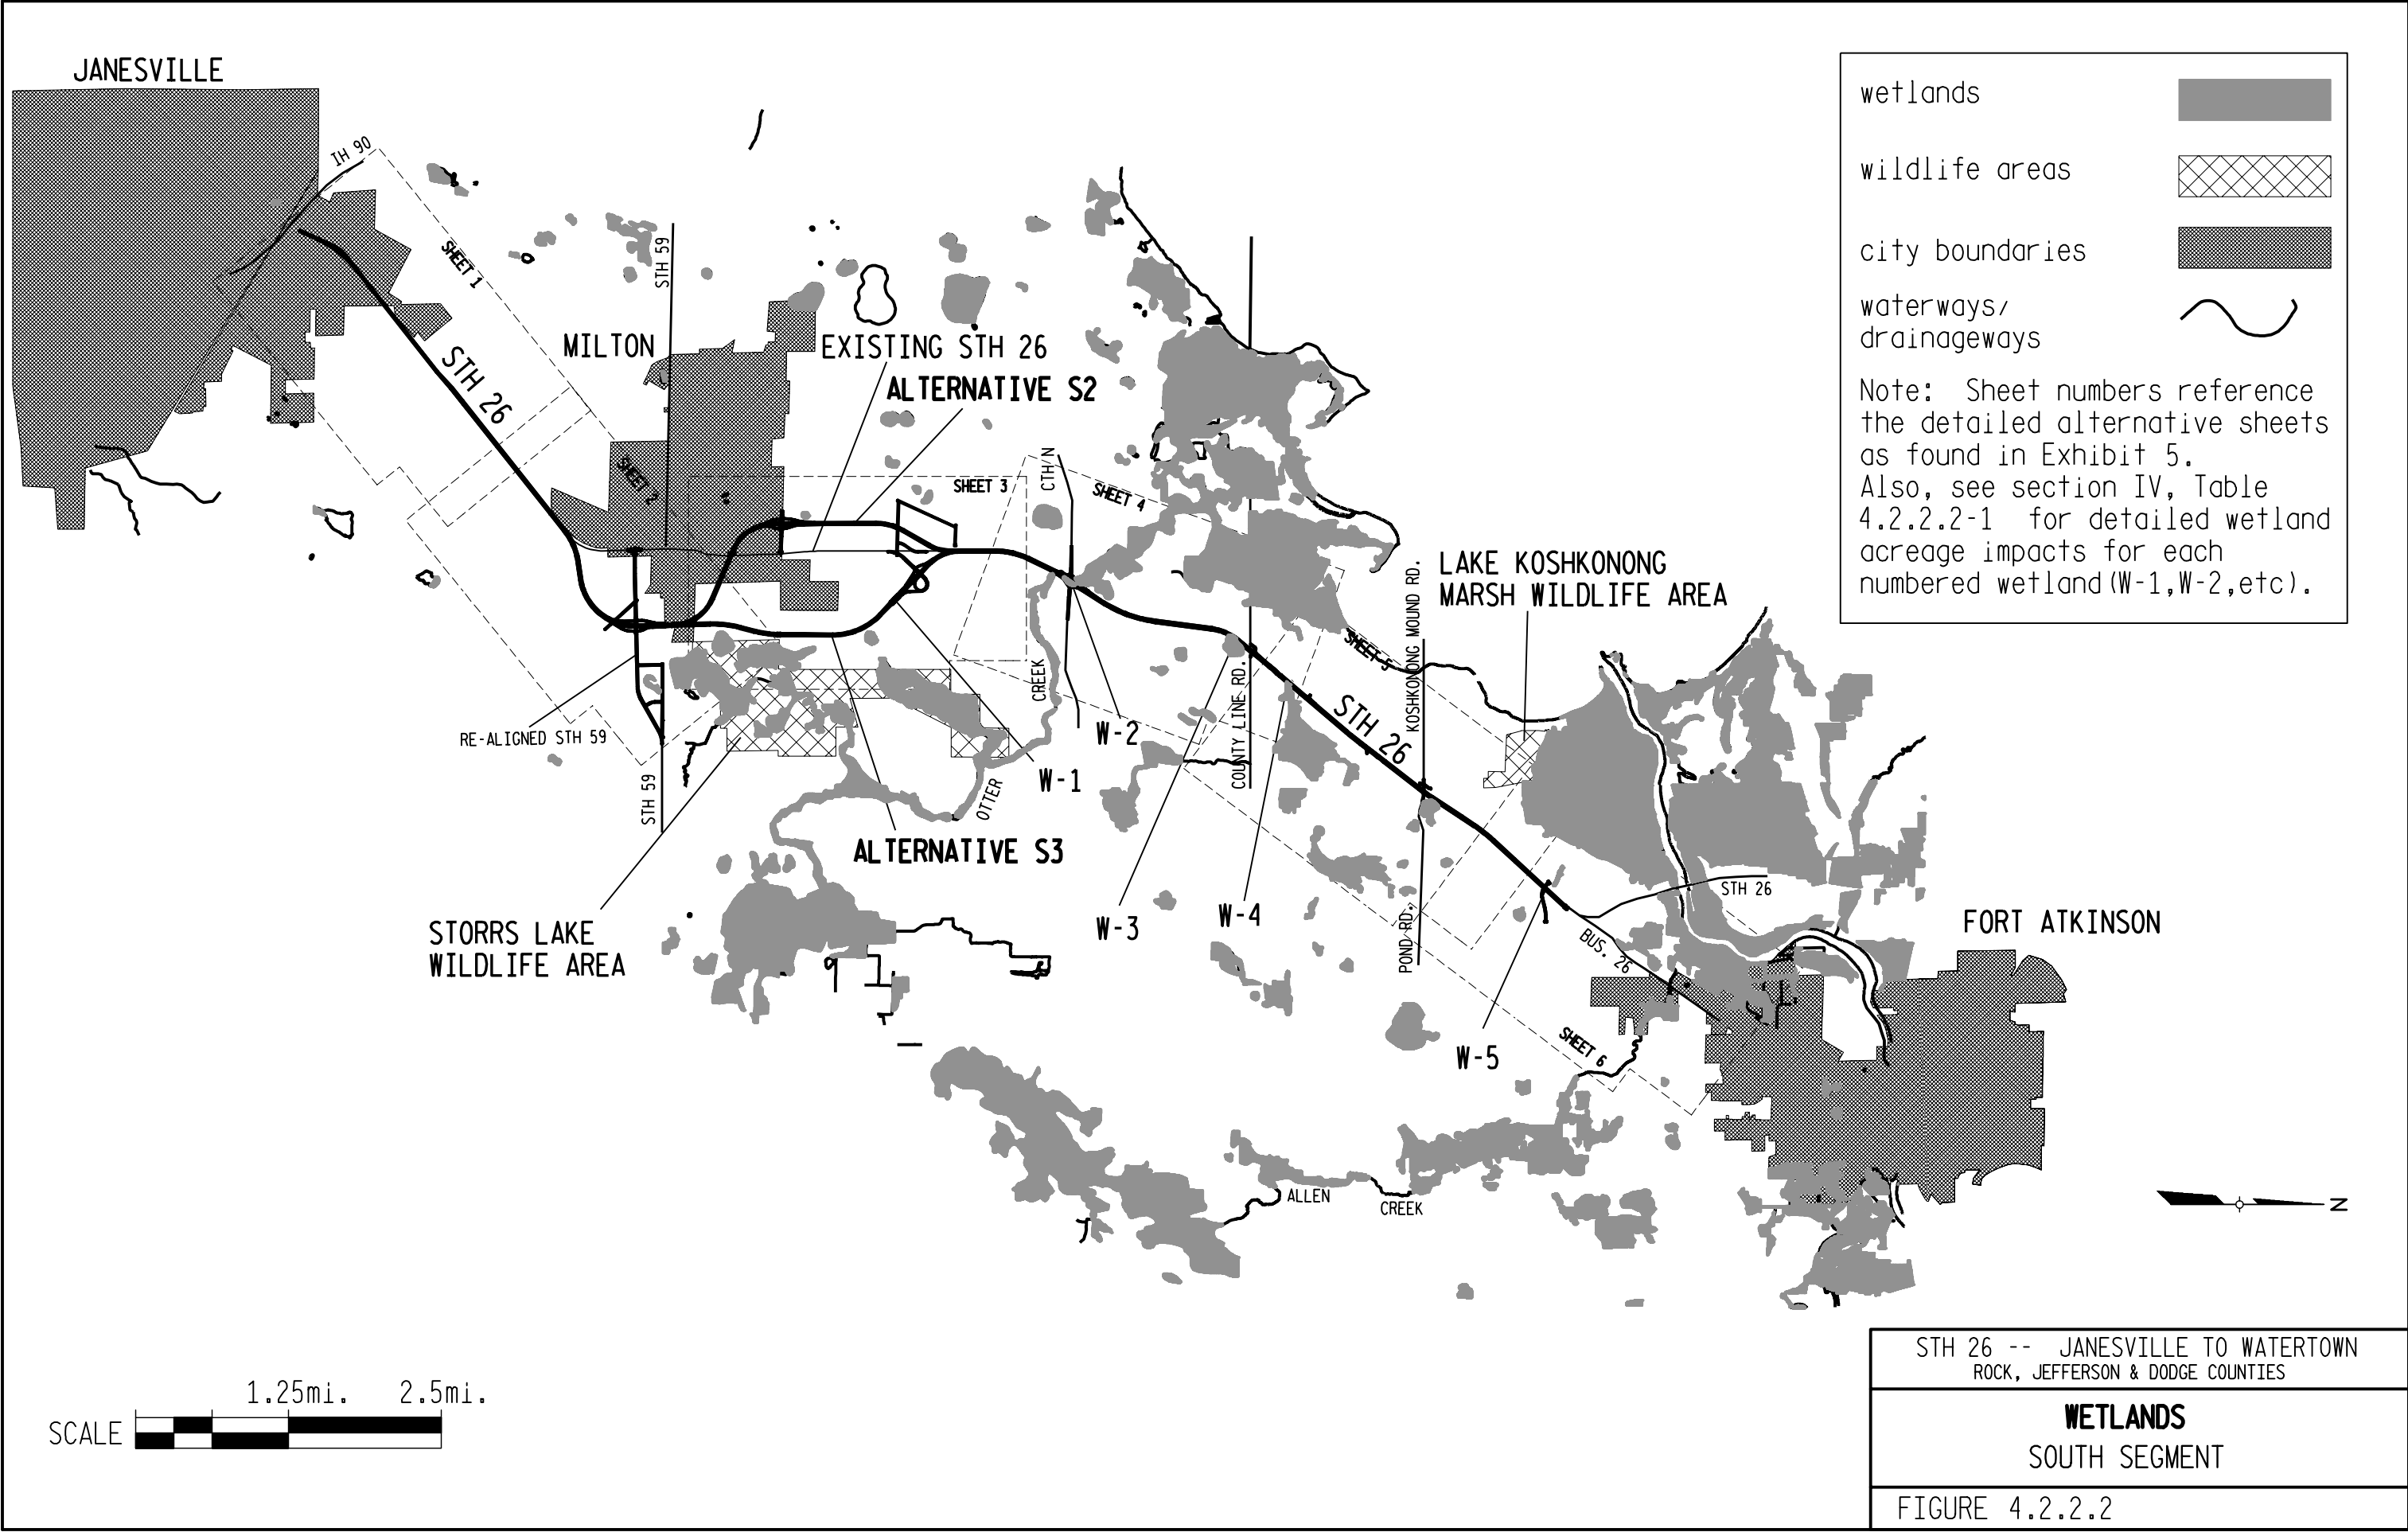 JANESVILLE
IH 90
SHEET 1
STH 26
MILTON
STH 59
EXISTING STH 26
ALTERNATIVE S2
SHEET 2
SHEET 3
CTH N
SHEET 4
LAKE KOSHKONONG
MARSH WILDLIFE AREA
KOSHKONONG MOUND RD.
SHEET 5
RE-ALIGNED STH 59
STH 59
CREEK
OTTER
W-1
W-2
COUNTY LINE RD.
STH 26
ALTERNATIVE S3
STORRS LAKE
WILDLIFE AREA
W-3
W-4
POND RD.
STH 26
BUS. 26
FORT ATKINSON
W-5
SHEET 6
ALLEN
CREEK
N
wetlands
wildlife areas
city boundaries
waterways/
drainageways
Note: Sheet numbers reference
the detailed alternative sheets
as found in Exhibit 5.
Also, see section IV, Table
4.2.2.2-1 for detailed wetland
acreage impacts for each
numbered wetland(W-1,W-2,etc).
1.25mi. 2.5mi.
SCALE
STH 26 -- JANESVILLE TO WATERTOWN
ROCK, JEFFERSON & DODGE COUNTIES
WETLANDS
SOUTH SEGMENT
FIGURE 4.2.2.2